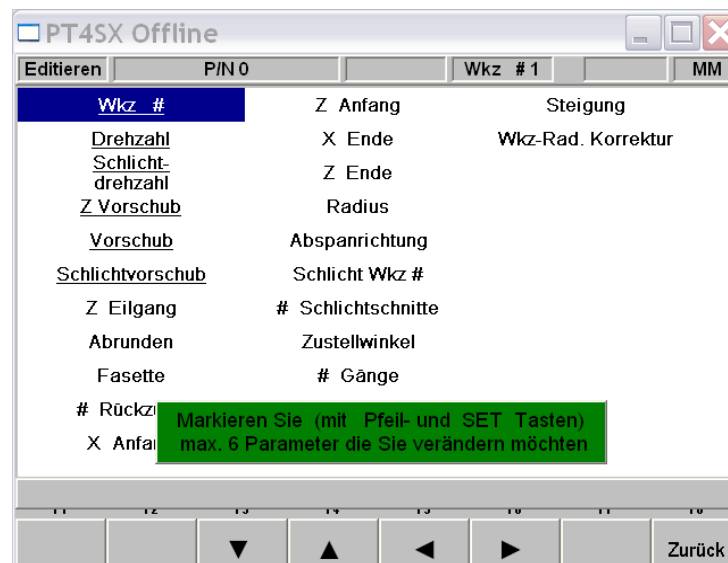 PT4SX Offline
Editieren P/N 0 Wkz # 1 MM
Wkz # Z Anfang Steigung
Drehzahl X Ende Wkz-Rad. Korrektur
Schlicht-
drehzahl Z Ende
Z Vorschub Radius
Vorschub Abspanrichtung
Schlichtvorschub Schlicht Wkz #
Z Eilgang # Schlichtschnitte
Abrunden Zustellwinkel
Fasette # Gänge
#
X
Markieren Sie (mit Pfeil- und SET Tasten)
max. 6 Parameter die Sie verändern möchten
▼ ▲ ◄ ► Zurück